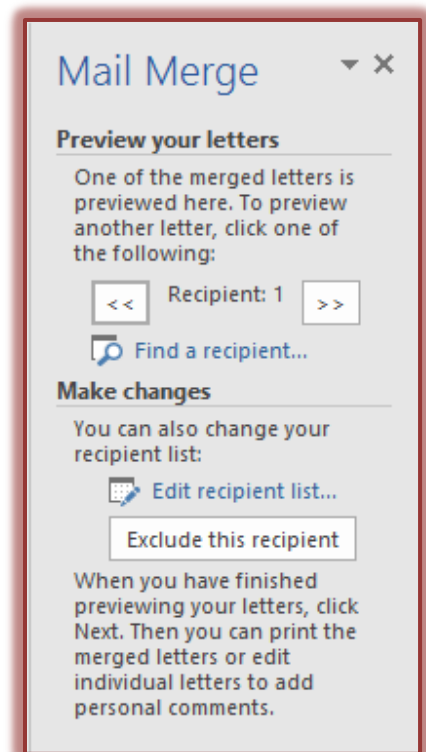 Mail Merge
Preview your letters
One of the merged letters is
previewed here. To preview
another letter, click one of
the following:
<< Recipient: 1 >>
Find a recipient...
Make changes
You can also change your
recipient list:
Edit recipient list...
Exclude this recipient
When you have finished
previewing your letters, click
Next. Then you can print the
merged letters or edit
individual letters to add
personal comments.